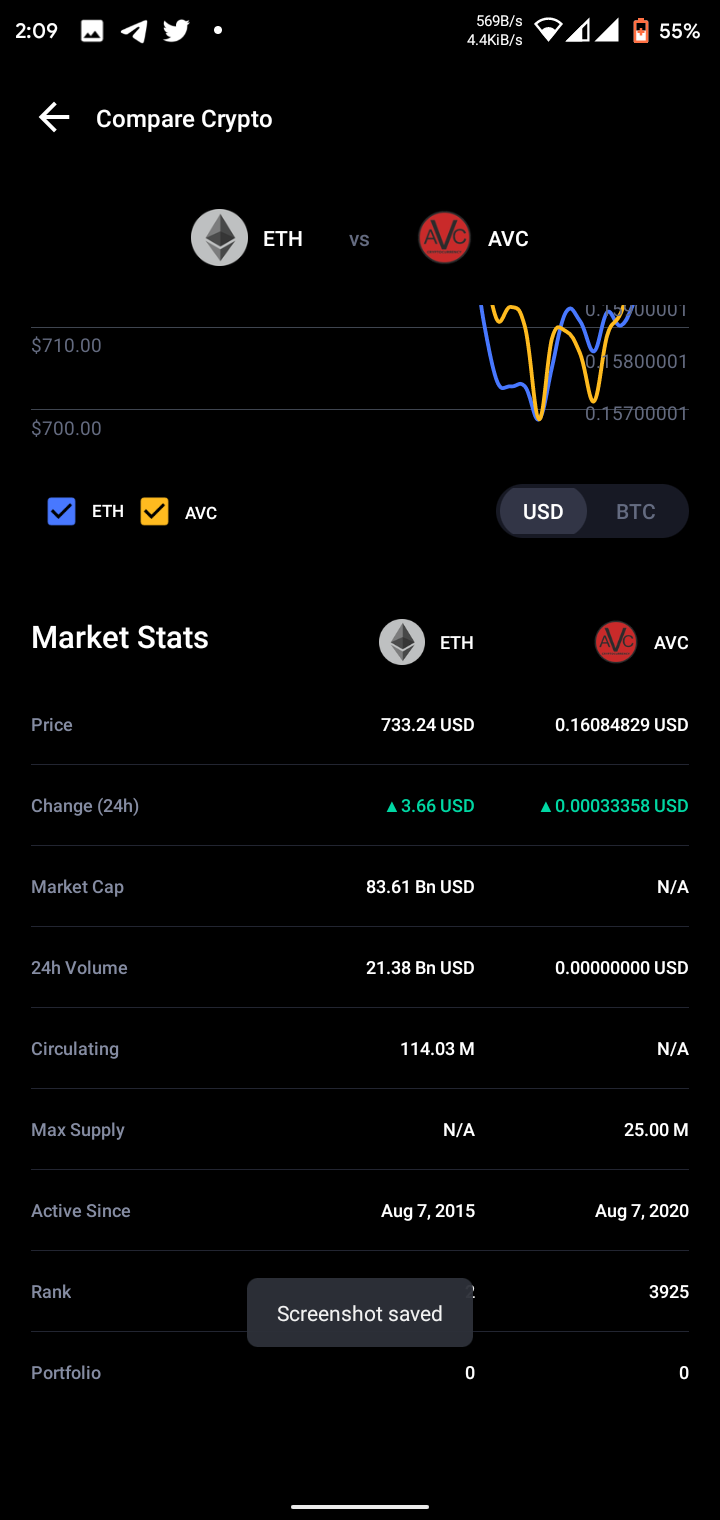 2:09
569B/s
4.4KiB/s
55%
Compare Crypto
ETH vs AVC AVC
0.15900001
$710.00
0.15800001
0.15700001
$700.00
ETH AVC USD BTC
Market Stats ETH AVC AVC
Price 733.24 USD 0.16084829 USD
Change (24h) ▲3.66 USD ▲0.00033358 USD
Market Cap 83.61 Bn USD N/A
24h Volume 21.38 Bn USD 0.00000000 USD
Circulating 114.03 M N/A
Max Supply N/A 25.00 M
Active Since Aug 7, 2015 Aug 7, 2020
Rank 2 3925
Screenshot saved
Portfolio 0 0